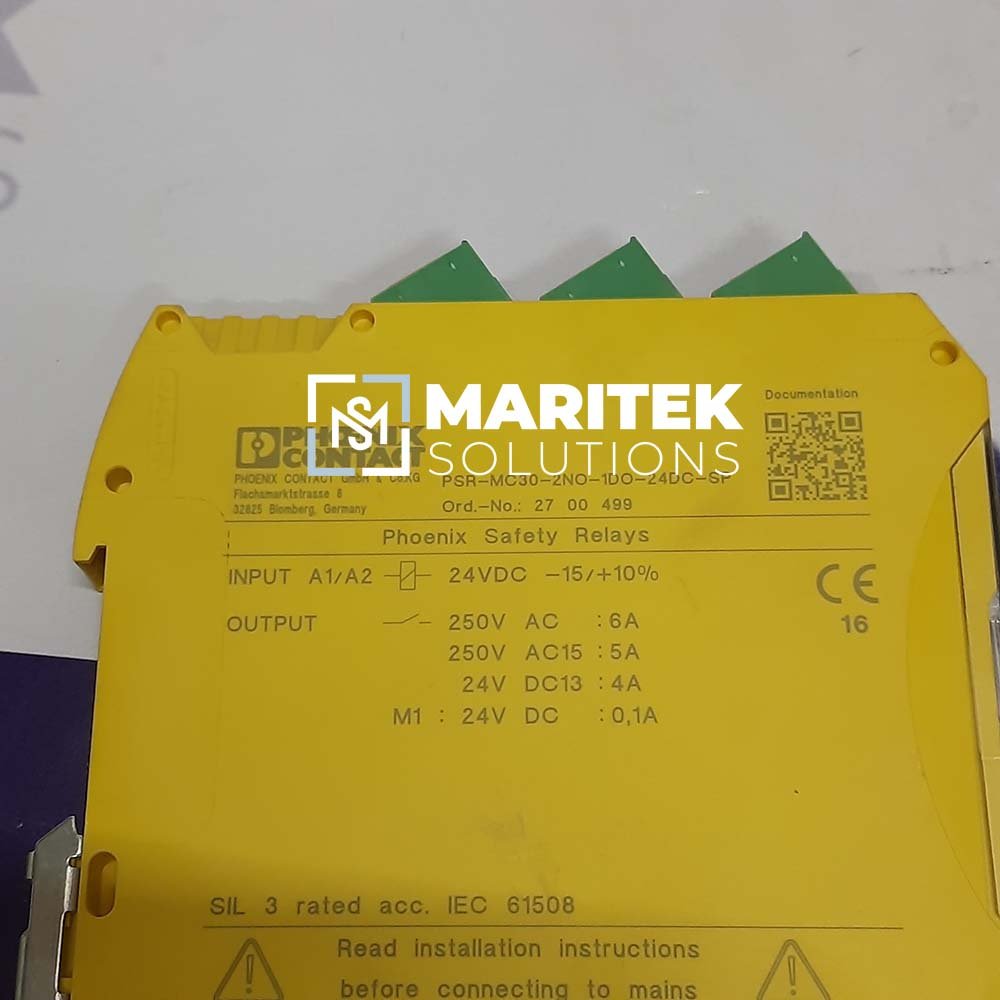 MARITEK
SOLUTIONS
Documentation
PHOENIX
CONTACT
PHOENIX CONTACT GmbH & Co.KG
Flachsmarktstrasse 8
32825 Blomberg, Germany
PSR-MC30-2NO-1DO-24DC-SP
Ord.-No.: 27 00 499
Phoenix Safety Relays
INPUT A1/A2 24VDC -15/+10%
CE
16
OUTPUT 250V AC : 6A
250V AC15 : 5A
24V DC13 : 4A
M1 : 24V DC : 0,1A
SIL 3 rated acc. IEC 61508
Read installation instructions
before connecting to mains